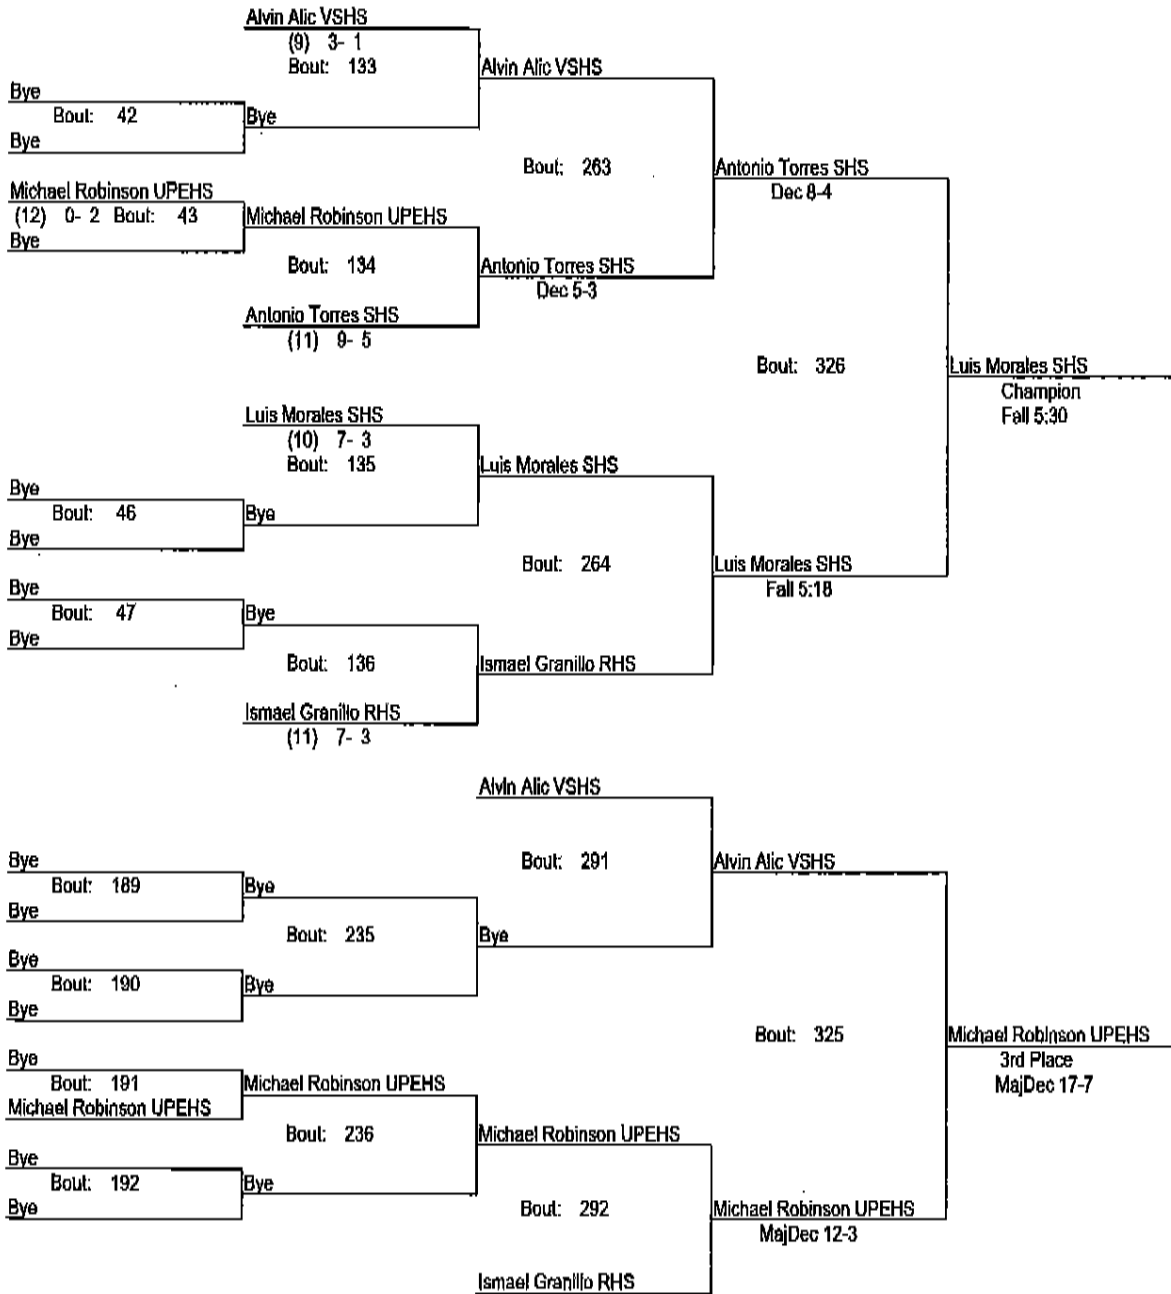 Alvin Alic VSHS
(9) 3- 1
Bout: 133
Alvin Alic VSHS
Bye
Bout: 42
Bye
Bye
Bout: 263
Antonio Torres SHS
Dec 8-4
Michael Robinson UPEHS
(12) 0- 2 Bout: 43
Michael Robinson UPEHS
Bye
Bout: 134
Antonio Torres SHS
Dec 5-3
Antonio Torres SHS
(11) 9- 5
Bout: 326
Luis Morales SHS
Champion
Fall 5:30
Luis Morales SHS
(10) 7- 3
Bout: 135
Luis Morales SHS
Bye
Bout: 46
Bye
Bye
Bout: 264
Luis Morales SHS
Fall 5:18
Bye
Bout: 47
Bye
Bye
Bout: 136
Ismael Granillo RHS
Ismael Granillo RHS
(11) 7- 3
Alvin Alic VSHS
Bout: 291
Alvin Alic VSHS
Bye
Bout: 189
Bye
Bye
Bout: 235
Bye
Bye
Bout: 190
Bye
Bye
Bout: 325
Michael Robinson UPEHS
3rd Place
MajDec 17-7
Bye
Bout: 191
Michael Robinson UPEHS
Michael Robinson UPEHS
Bout: 236
Michael Robinson UPEHS
Bye
Bout: 192
Bye
Bye
Bout: 292
Michael Robinson UPEHS
MajDec 12-3
Ismael Granillo RHS